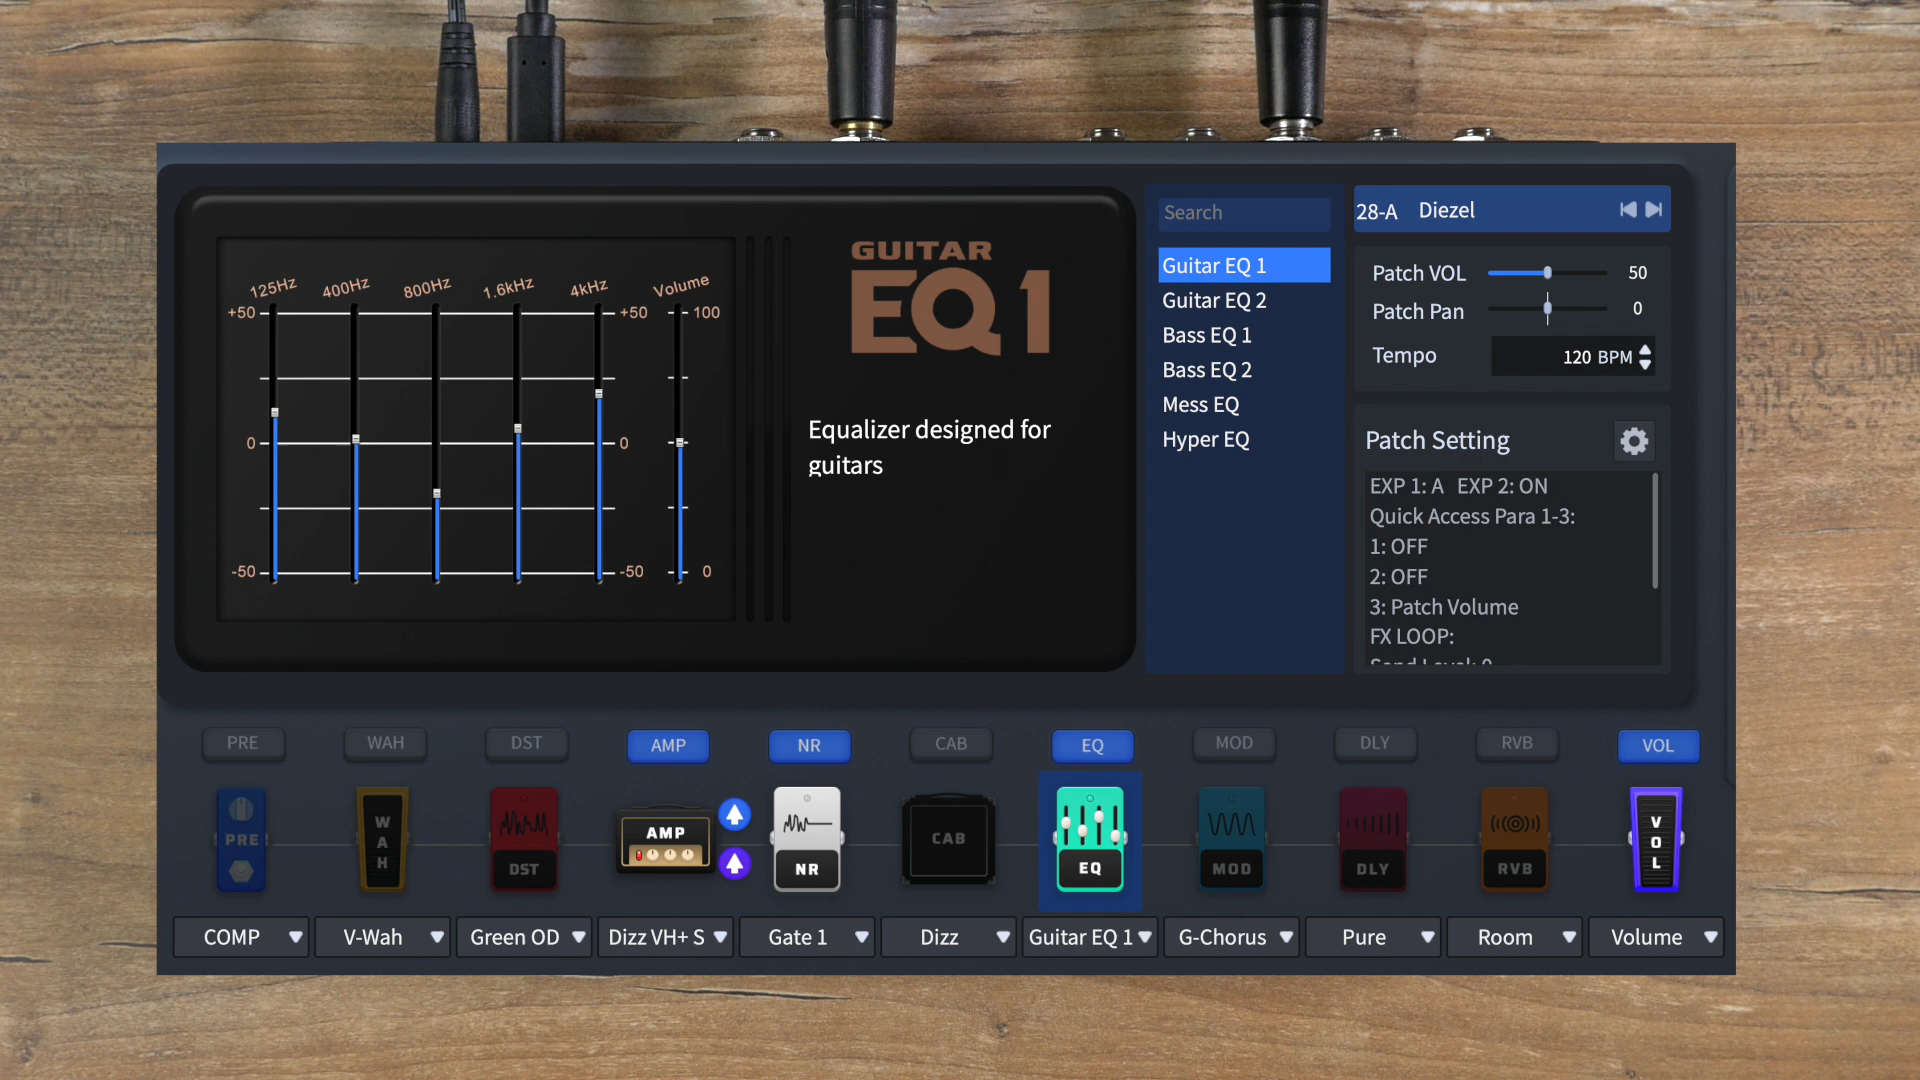 GUITAR
EQ1
125Hz 400Hz 800Hz 1.6kHz 4kHz Volume
+50 +50 100
0 0
-50 -50 0
Equalizer designed for
guitars
Search
Guitar EQ 1
Guitar EQ 2
Bass EQ 1
Bass EQ 2
Mess EQ
Hyper EQ
28-A Diezel
Patch VOL 50
Patch Pan 0
Tempo 120 BPM
Patch Setting
EXP 1: A EXP 2: ON
Quick Access Para 1-3:
1: OFF
2: OFF
3: Patch Volume
FX LOOP:
Send Level: 0
PRE WAH DST AMP NR CAB EQ MOD DLY RVB VOL
PRE WAH DST AMP NR CAB EQ MOD DLY RVB VOL
COMP V-Wah Green OD Dizz VH+ S Gate 1 Dizz Guitar EQ 1 G-Chorus Pure Room Volume